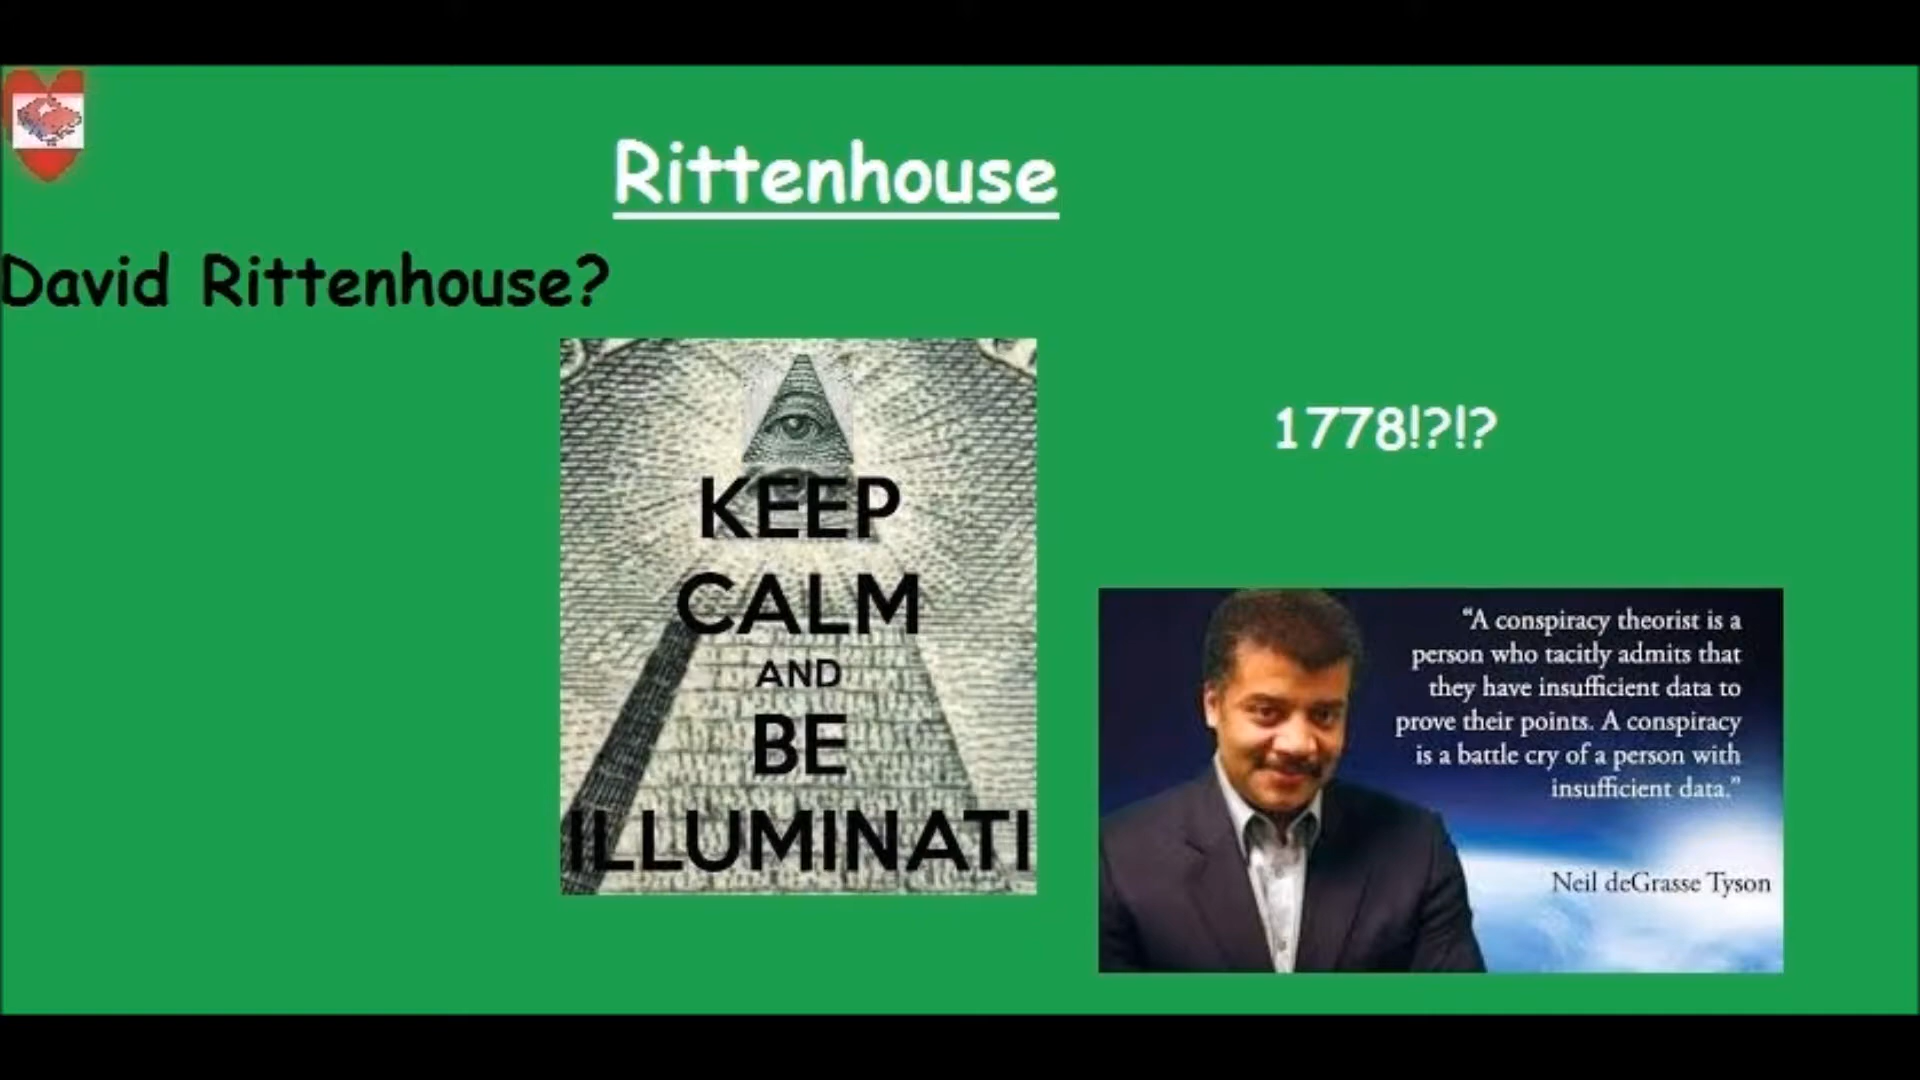 Rittenhouse
David Rittenhouse?
1778!?!?
KEEP
CALM
AND
BE
ILLUMINATI
“A conspiracy theorist is a
person who tacitly admits that
they have insufficient data to
prove their points. A conspiracy
is a battle cry of a person with
insufficient data.”
Neil deGrasse Tyson